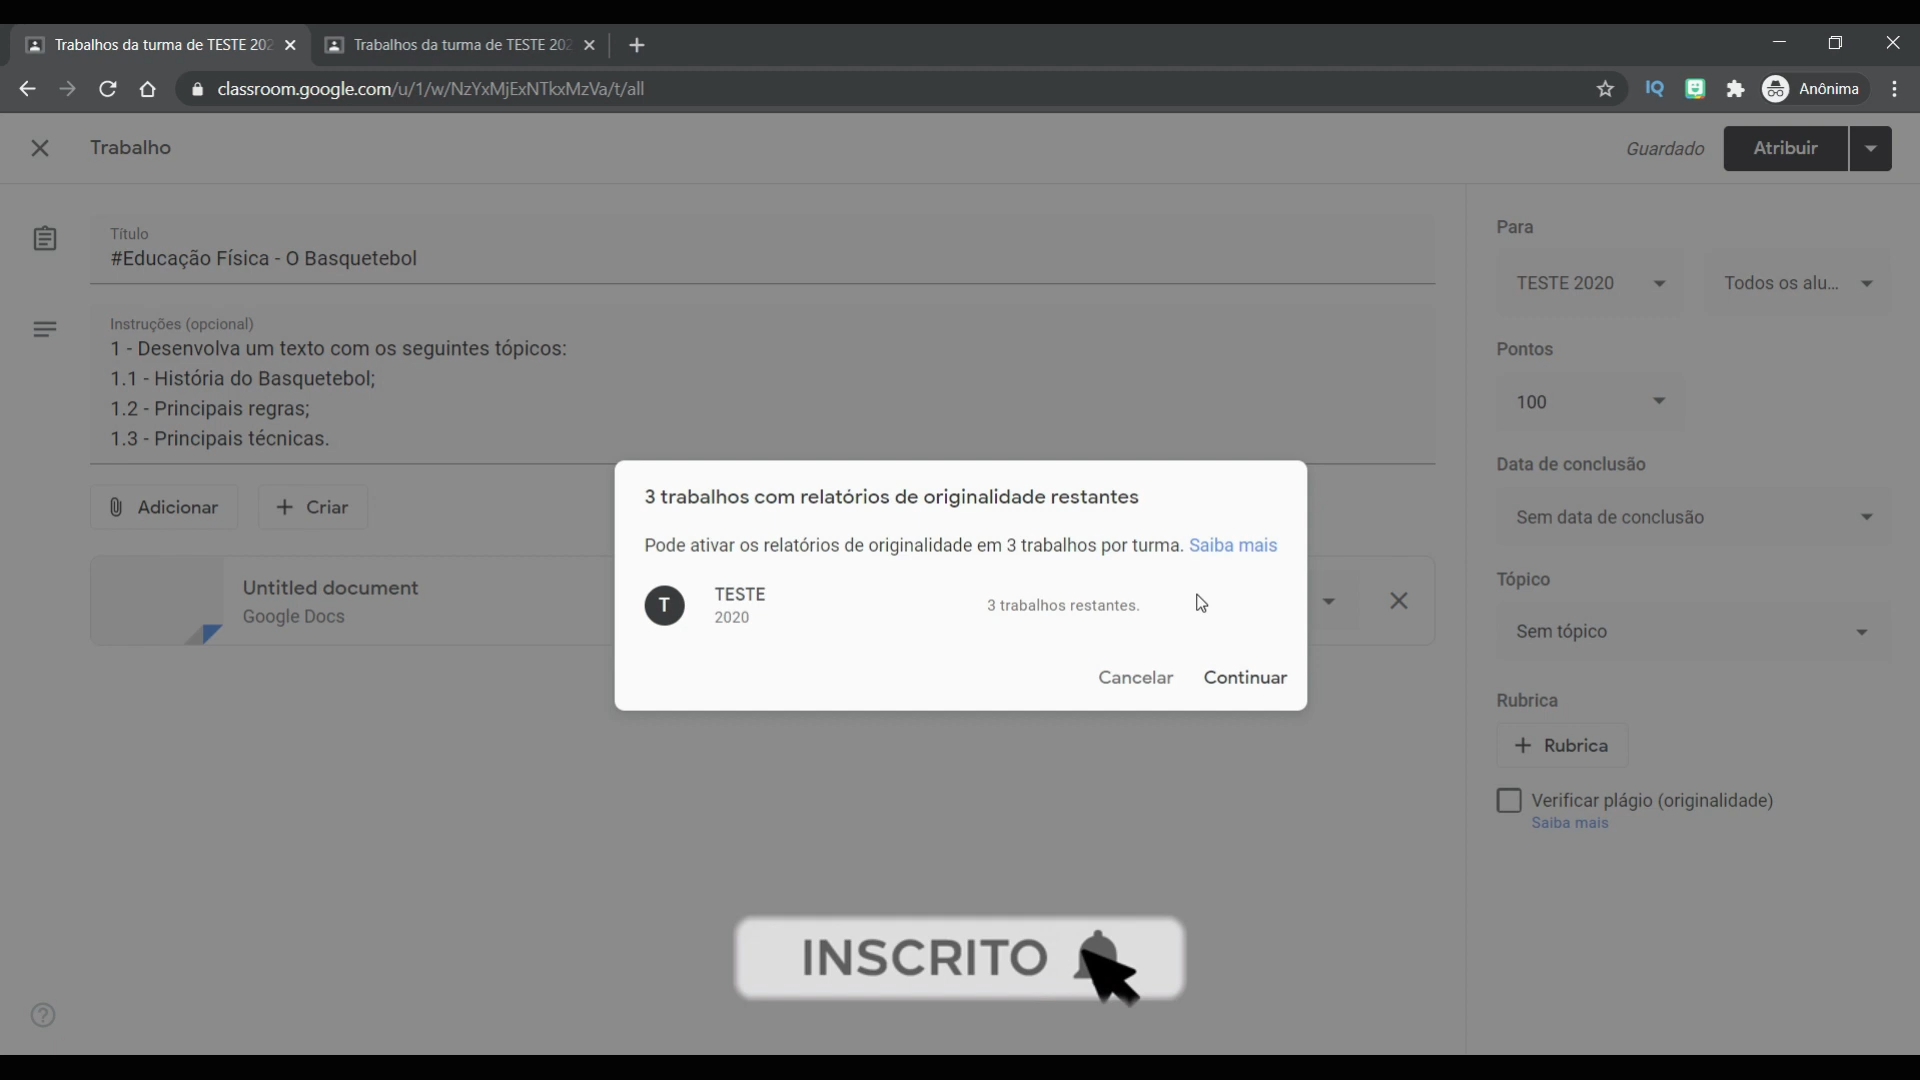 Trabalhos da turma de TESTE 202
Trabalhos da turma de TESTE 202
classroom.google.com/u/1/w/NzYxMjExNTkxMzVa/t/all
IQ
Anônima
Trabalho
Guardado
Atribuir
Título
#Educação Física - O Basquetebol
Instruções (opcional)
1 - Desenvolva um texto com os seguintes tópicos:
1.1 - História do Basquetebol;
1.2 - Principais regras;
1.3 - Principais técnicas.
Adicionar
Criar
Untitled document
Google Docs
3 trabalhos com relatórios de originalidade restantes
Pode ativar os relatórios de originalidade em 3 trabalhos por turma. Saiba mais
T
TESTE
2020
3 trabalhos restantes.
Cancelar
Continuar
Para
TESTE 2020
Todos os alu...
Pontos
100
Data de conclusão
Sem data de conclusão
Tópico
Sem tópico
Rubrica
Rubrica
Verificar plágio (originalidade)
Saiba mais
INSCRITO